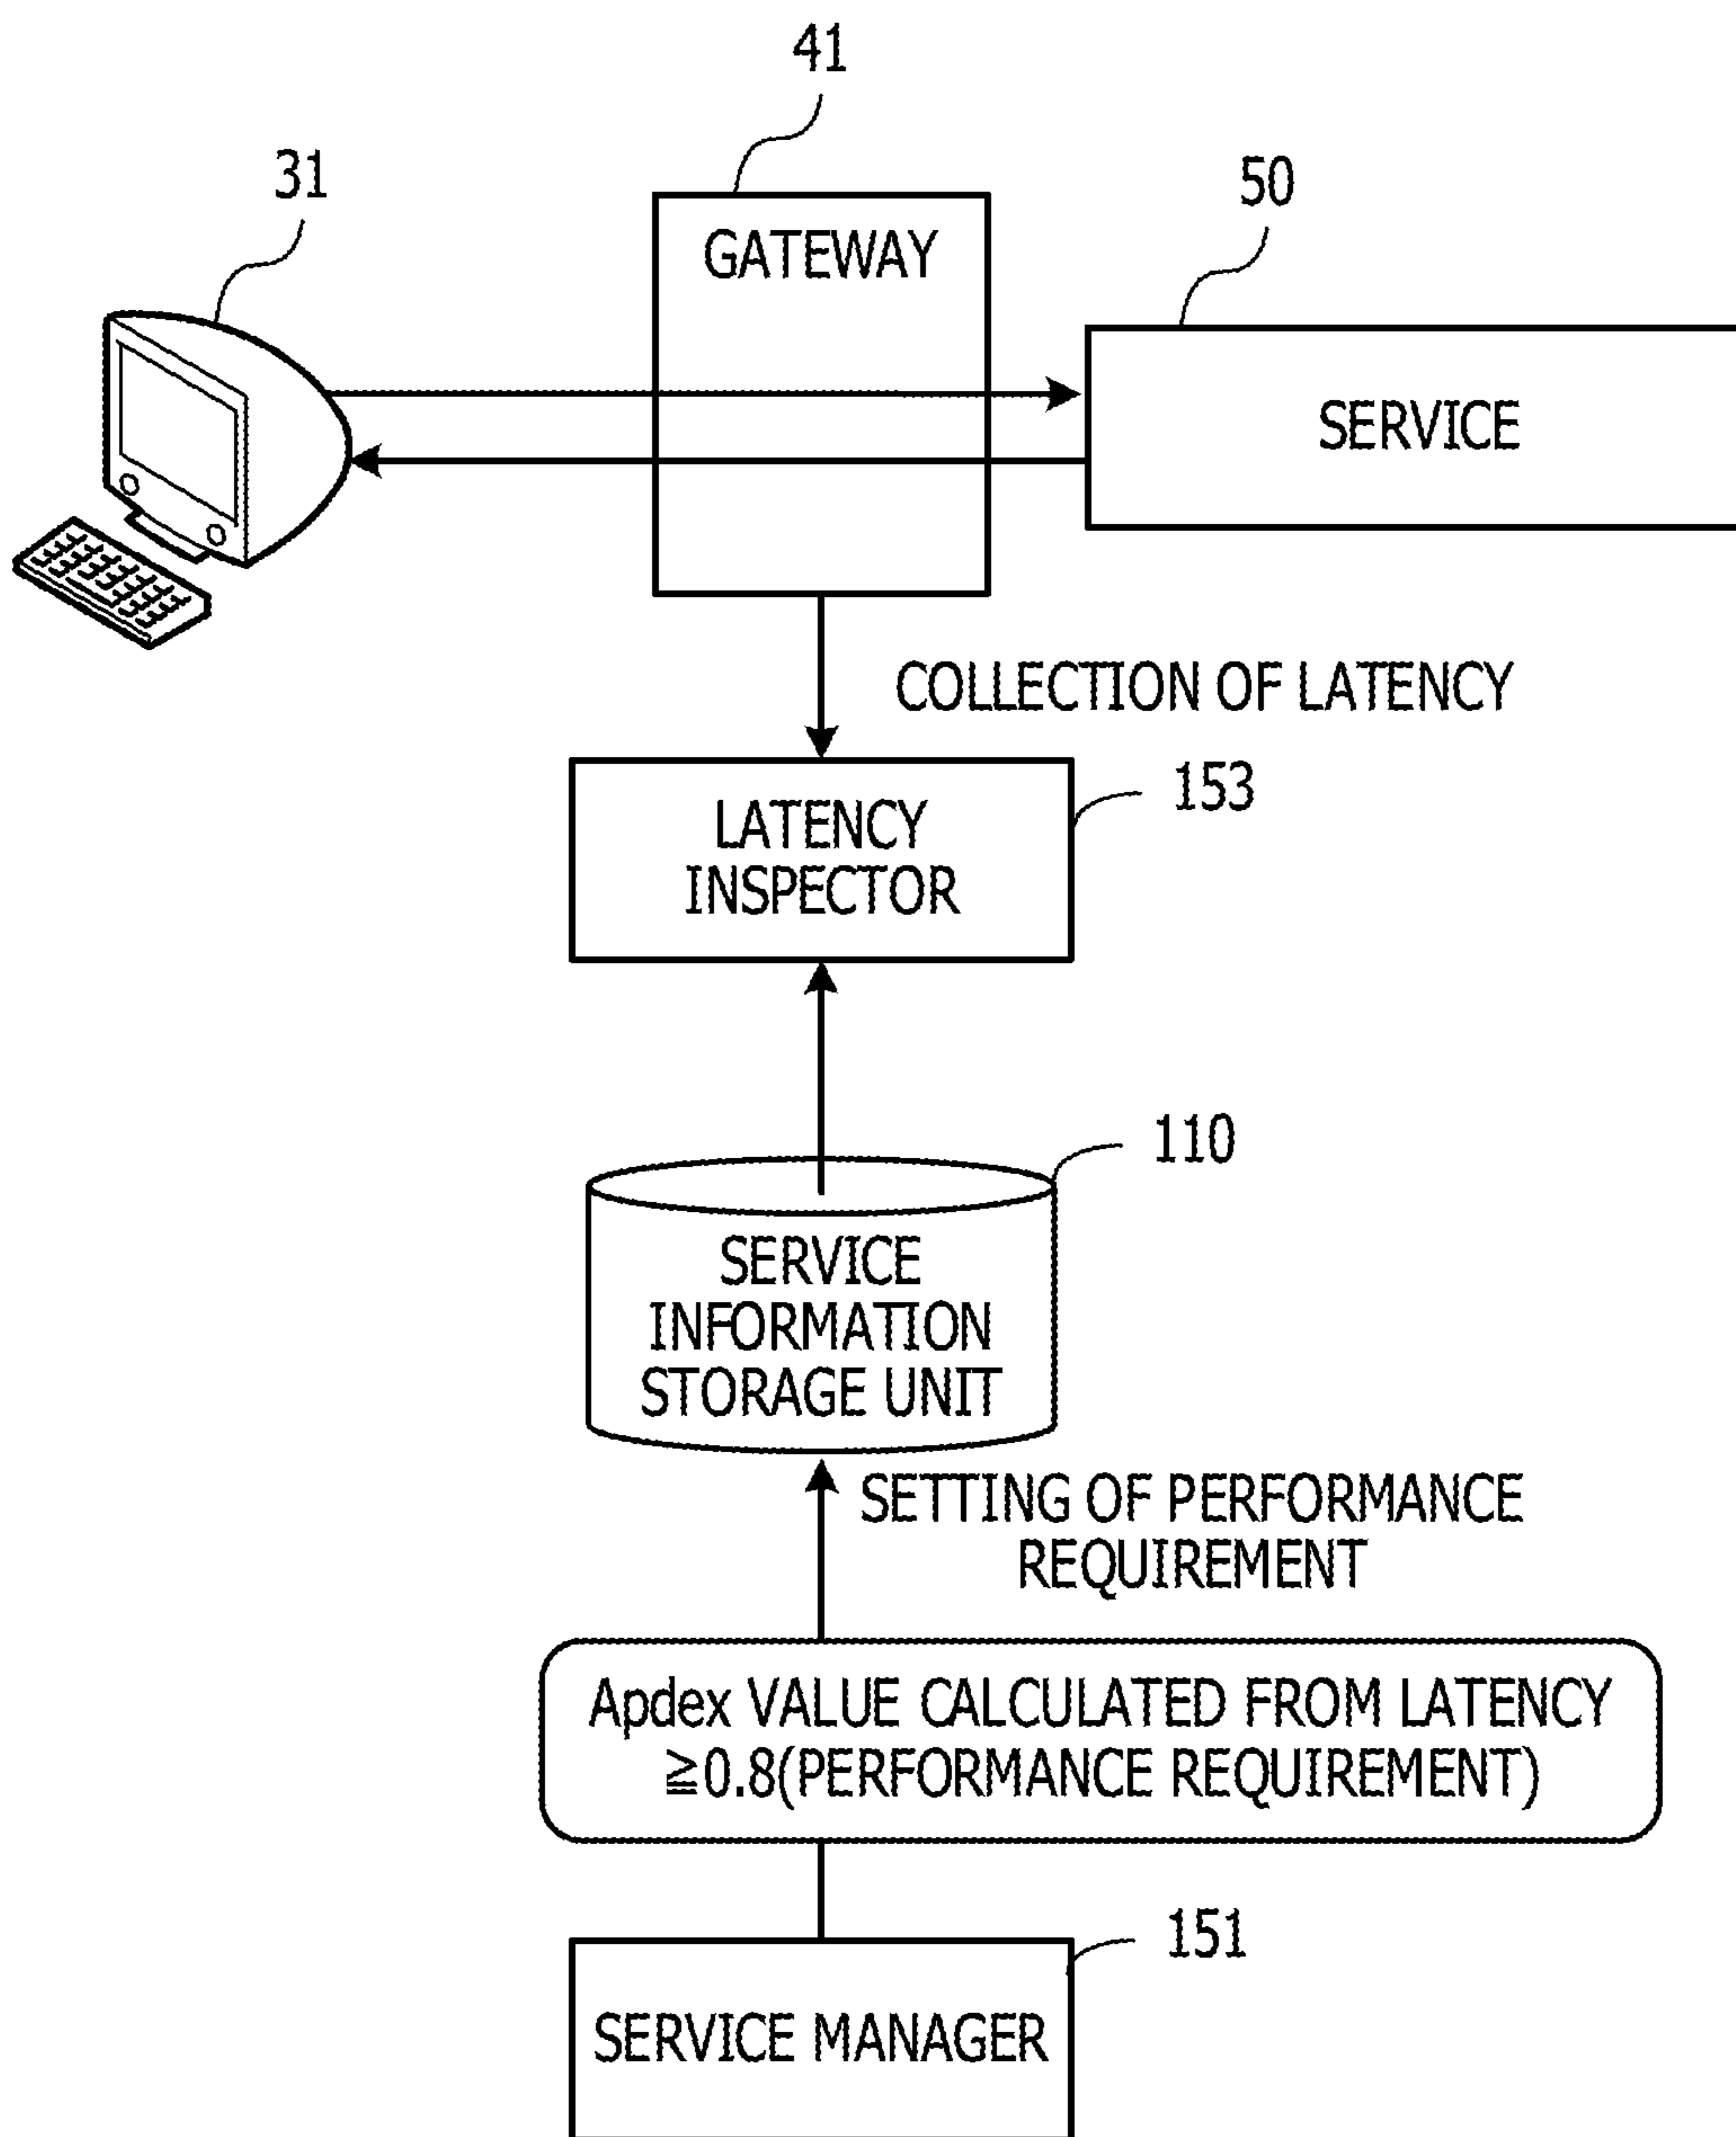 41
31
50
GATEWAY
SERVICE
COLLECTION OF LATENCY
153
LATENCY
INSPECTOR
110
SERVICE
INFORMATION
STORAGE UNIT
SETTING OF PERFORMANCE
REQUIREMENT
Apdex VALUE CALCULATED FROM LATENCY
≧0.8(PERFORMANCE REQUIREMENT)
151
SERVICE MANAGER